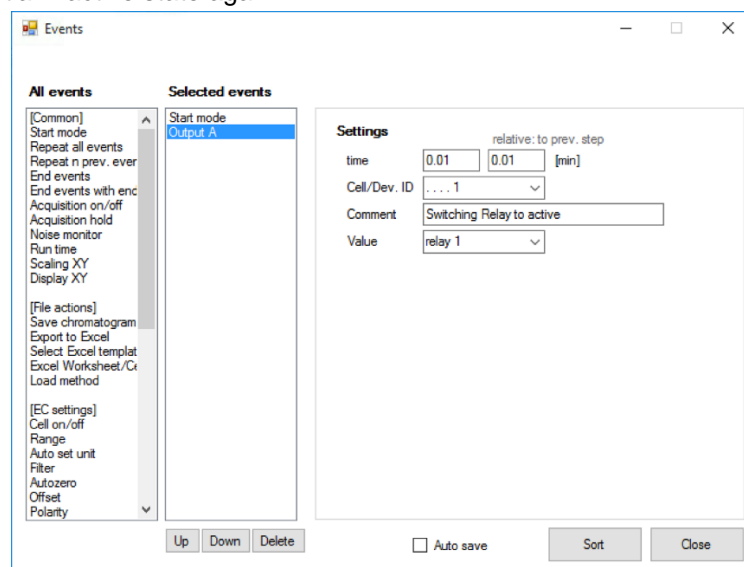 Events
All events
[Common]
Start mode
Repeat all events
Repeat n prev. ever
End events
End events with end
Acquisition on/off
Acquisition hold
Noise monitor
Run time
Scaling XY
Display XY
[File actions]
Save chromatogram
Export to Excel
Select Excel templat
Excel Worksheet/Ce
Load method
[EC settings]
Cell on/off
Range
Auto set unit
Filter
Autozero
Offset
Polarity
Selected events
Start mode
Output A
Up Down Delete
Settings
relative: to prev. step
time 0.01 0.01 [min]
Cell/Dev. ID . . . . 1
Comment Switching Relay to active
Value relay 1
Auto save
Sort
Close